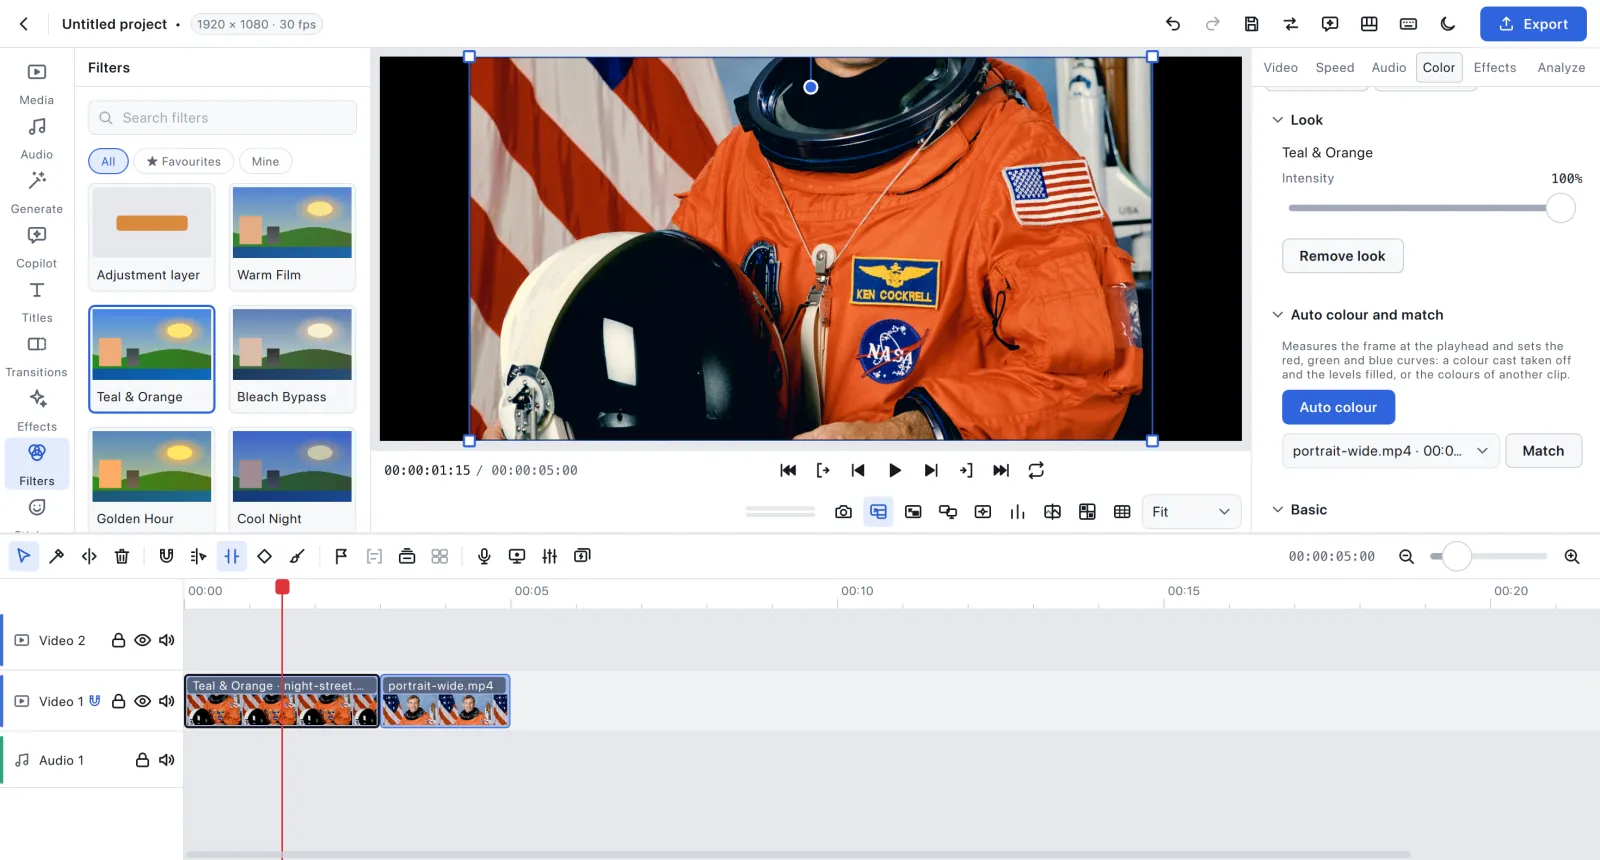 Untitled project •
1920 × 1080 · 30 fps
Export
Media
Audio
Generate
Copilot
Titles
Transitions
Effects
Filters
Filters
Search filters
All
★ Favourites
Mine
Adjustment layer
Warm Film
Teal & Orange
Bleach Bypass
Golden Hour
Cool Night
USA
KEN COCKRELL
NASA
00:00:01:15 / 00:00:05:00
Fit
Video
Speed
Audio
Color
Effects
Analyze
Look
Teal & Orange
Intensity
100%
Remove look
Auto colour and match
Measures the frame at the playhead and sets the
red, green and blue curves: a colour cast taken off
and the levels filled, or the colours of another clip.
Auto colour
portrait-wide.mp4 · 00:0...
Match
Basic
00:00:05:00
00:00
00:05
00:10
00:15
00:20
Video 2
Video 1
Teal & Orange · night-street....
portrait-wide.mp4
Audio 1